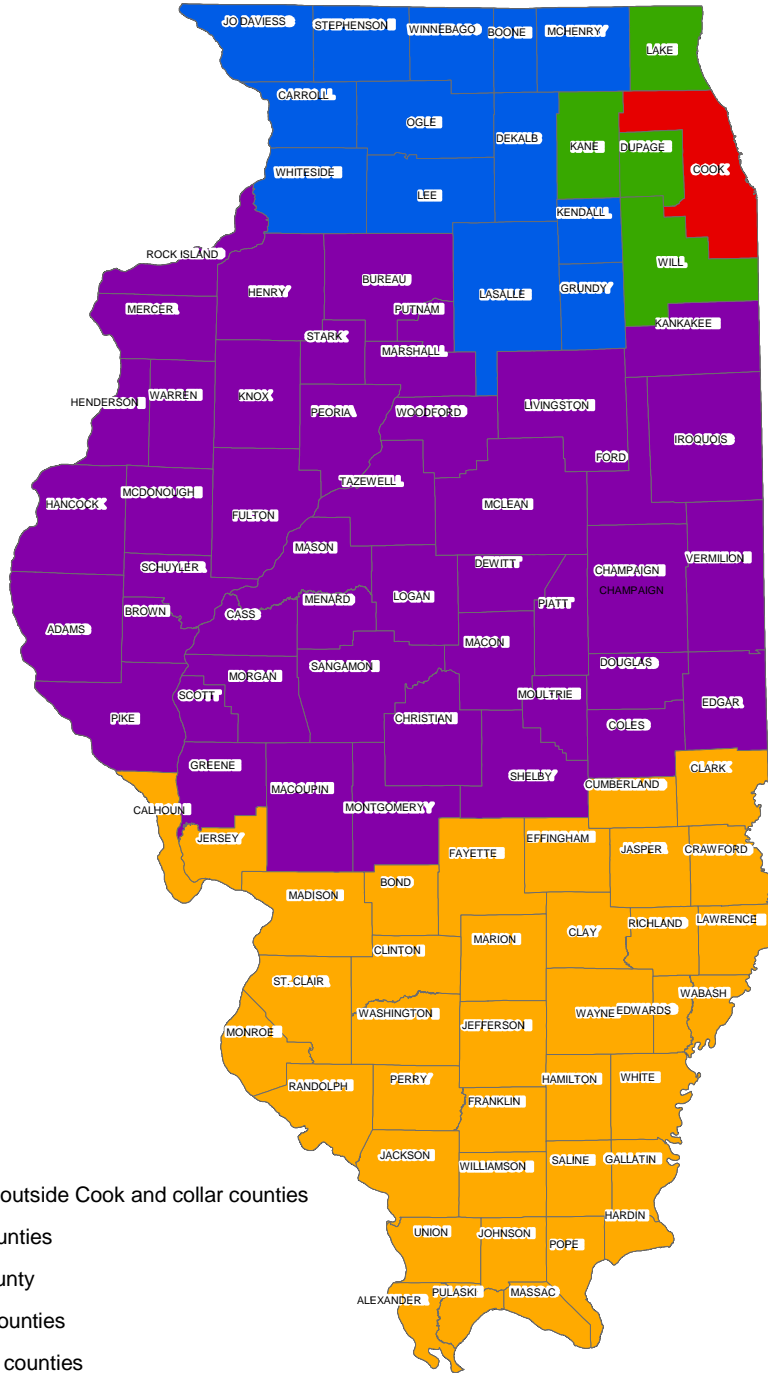 JO DAVIESS
STEPHENSON
WINNEBAGO
BOONE
MCHENRY
LAKE
CARROLL
OGLE
DEKALB
KANE
DUPAGE
COOK
WHITESIDE
LEE
KENDALL
ROCK ISLAND
WILL
HENRY
BUREAU
LASALLE
GRUNDY
MERCER
PUTNAM
KANKAKEE
STARK
MARSHALL
HENDERSON
WARREN
KNOX
PEORIA
WOODFORD
LIVINGSTON
IROQUOIS
FORD
TAZEWELL
HANCOCK
MCDONOUGH
FULTON
MCLEAN
MASON
SCHUYLER
DEWITT
CHAMPAIGN
VERMILION
CHAMPAIGN
LOGAN
MENARD
PIATT
BROWN
CASS
ADAMS
MACON
SANGAMON
DOUGLAS
MORGAN
SCOTT
MOULTRIE
EDGAR
PIKE
CHRISTIAN
COLES
GREENE
CLARK
SHELBY
MACOUPIN
CUMBERLAND
CALHOUN
MONTGOMERY
JERSEY
EFFINGHAM
FAYETTE
JASPER
CRAWFORD
BOND
MADISON
LAWRENCE
RICHLAND
CLAY
MARION
CLINTON
ST. CLAIR
WABASH
WASHINGTON
WAYNE
EDWARDS
JEFFERSON
MONROE
PERRY
HAMILTON
WHITE
RANDOLPH
FRANKLIN
JACKSON
WILLIAMSON
SALINE
GALLATIN
outside Cook and collar counties
HARDIN
UNION
JOHNSON
POPE
unties
unty
PULASKI
MASSAC
ALEXANDER
ounties
counties